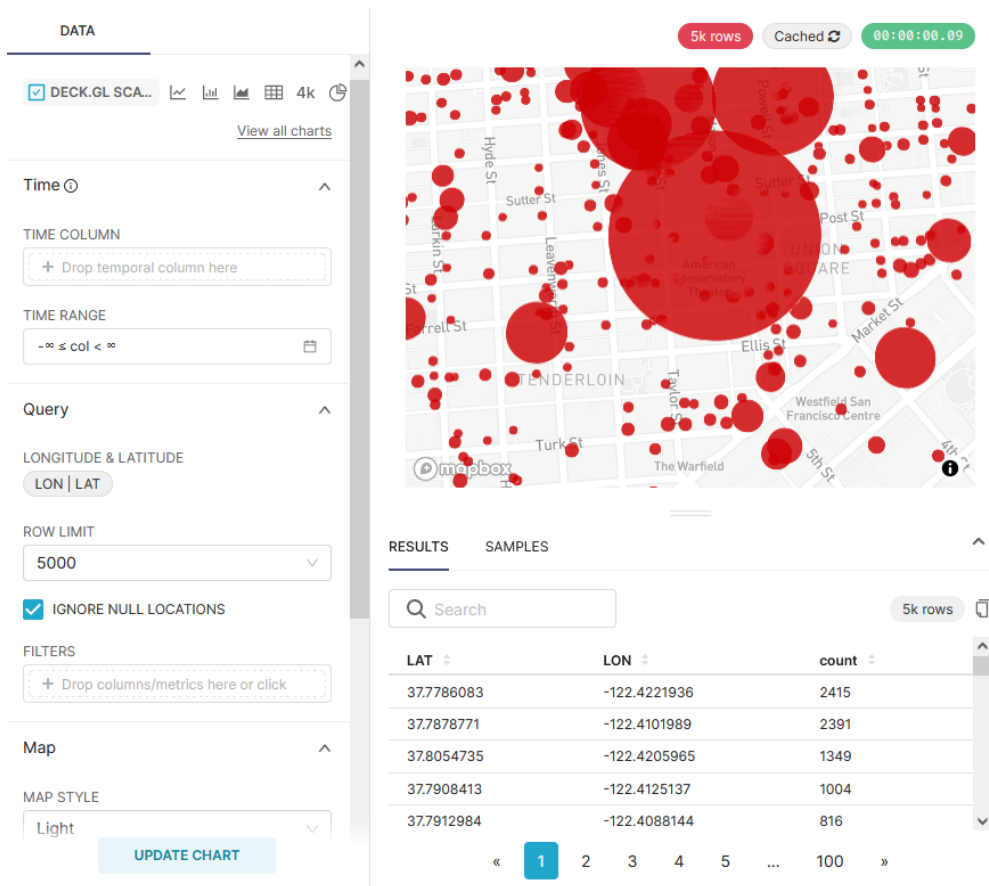 DATA
DECK.GL SCA...
4k
View all charts
Time
TIME COLUMN
+ Drop temporal column here
TIME RANGE
-∞ ≤ col < ∞
Query
LONGITUDE & LATITUDE
LON | LAT
ROW LIMIT
5000
IGNORE NULL LOCATIONS
FILTERS
+ Drop columns/metrics here or click
Map
MAP STYLE
Light
UPDATE CHART
5k rows
Cached
00:00:00.09
Hyde St
Powell St
Sutter St
Sutter St
Post St
Larkin St
Leavenworth St
UNION
SQUARE
American
Conservatory
Theater
Market St
Ellis St
TENDERLOIN
Taylor St
Westfield San
Francisco Centre
Turk St
The Warfield
5th St
4th St
mapbox
RESULTS
SAMPLES
Search
5k rows
LAT LON count
37.7786083 -122.4221936 2415
37.7878771 -122.4101989 2391
37.8054735 -122.4205965 1349
37.7908413 -122.4125137 1004
37.7912984 -122.4088144 816
« 1 2 3 4 5 ... 100 »